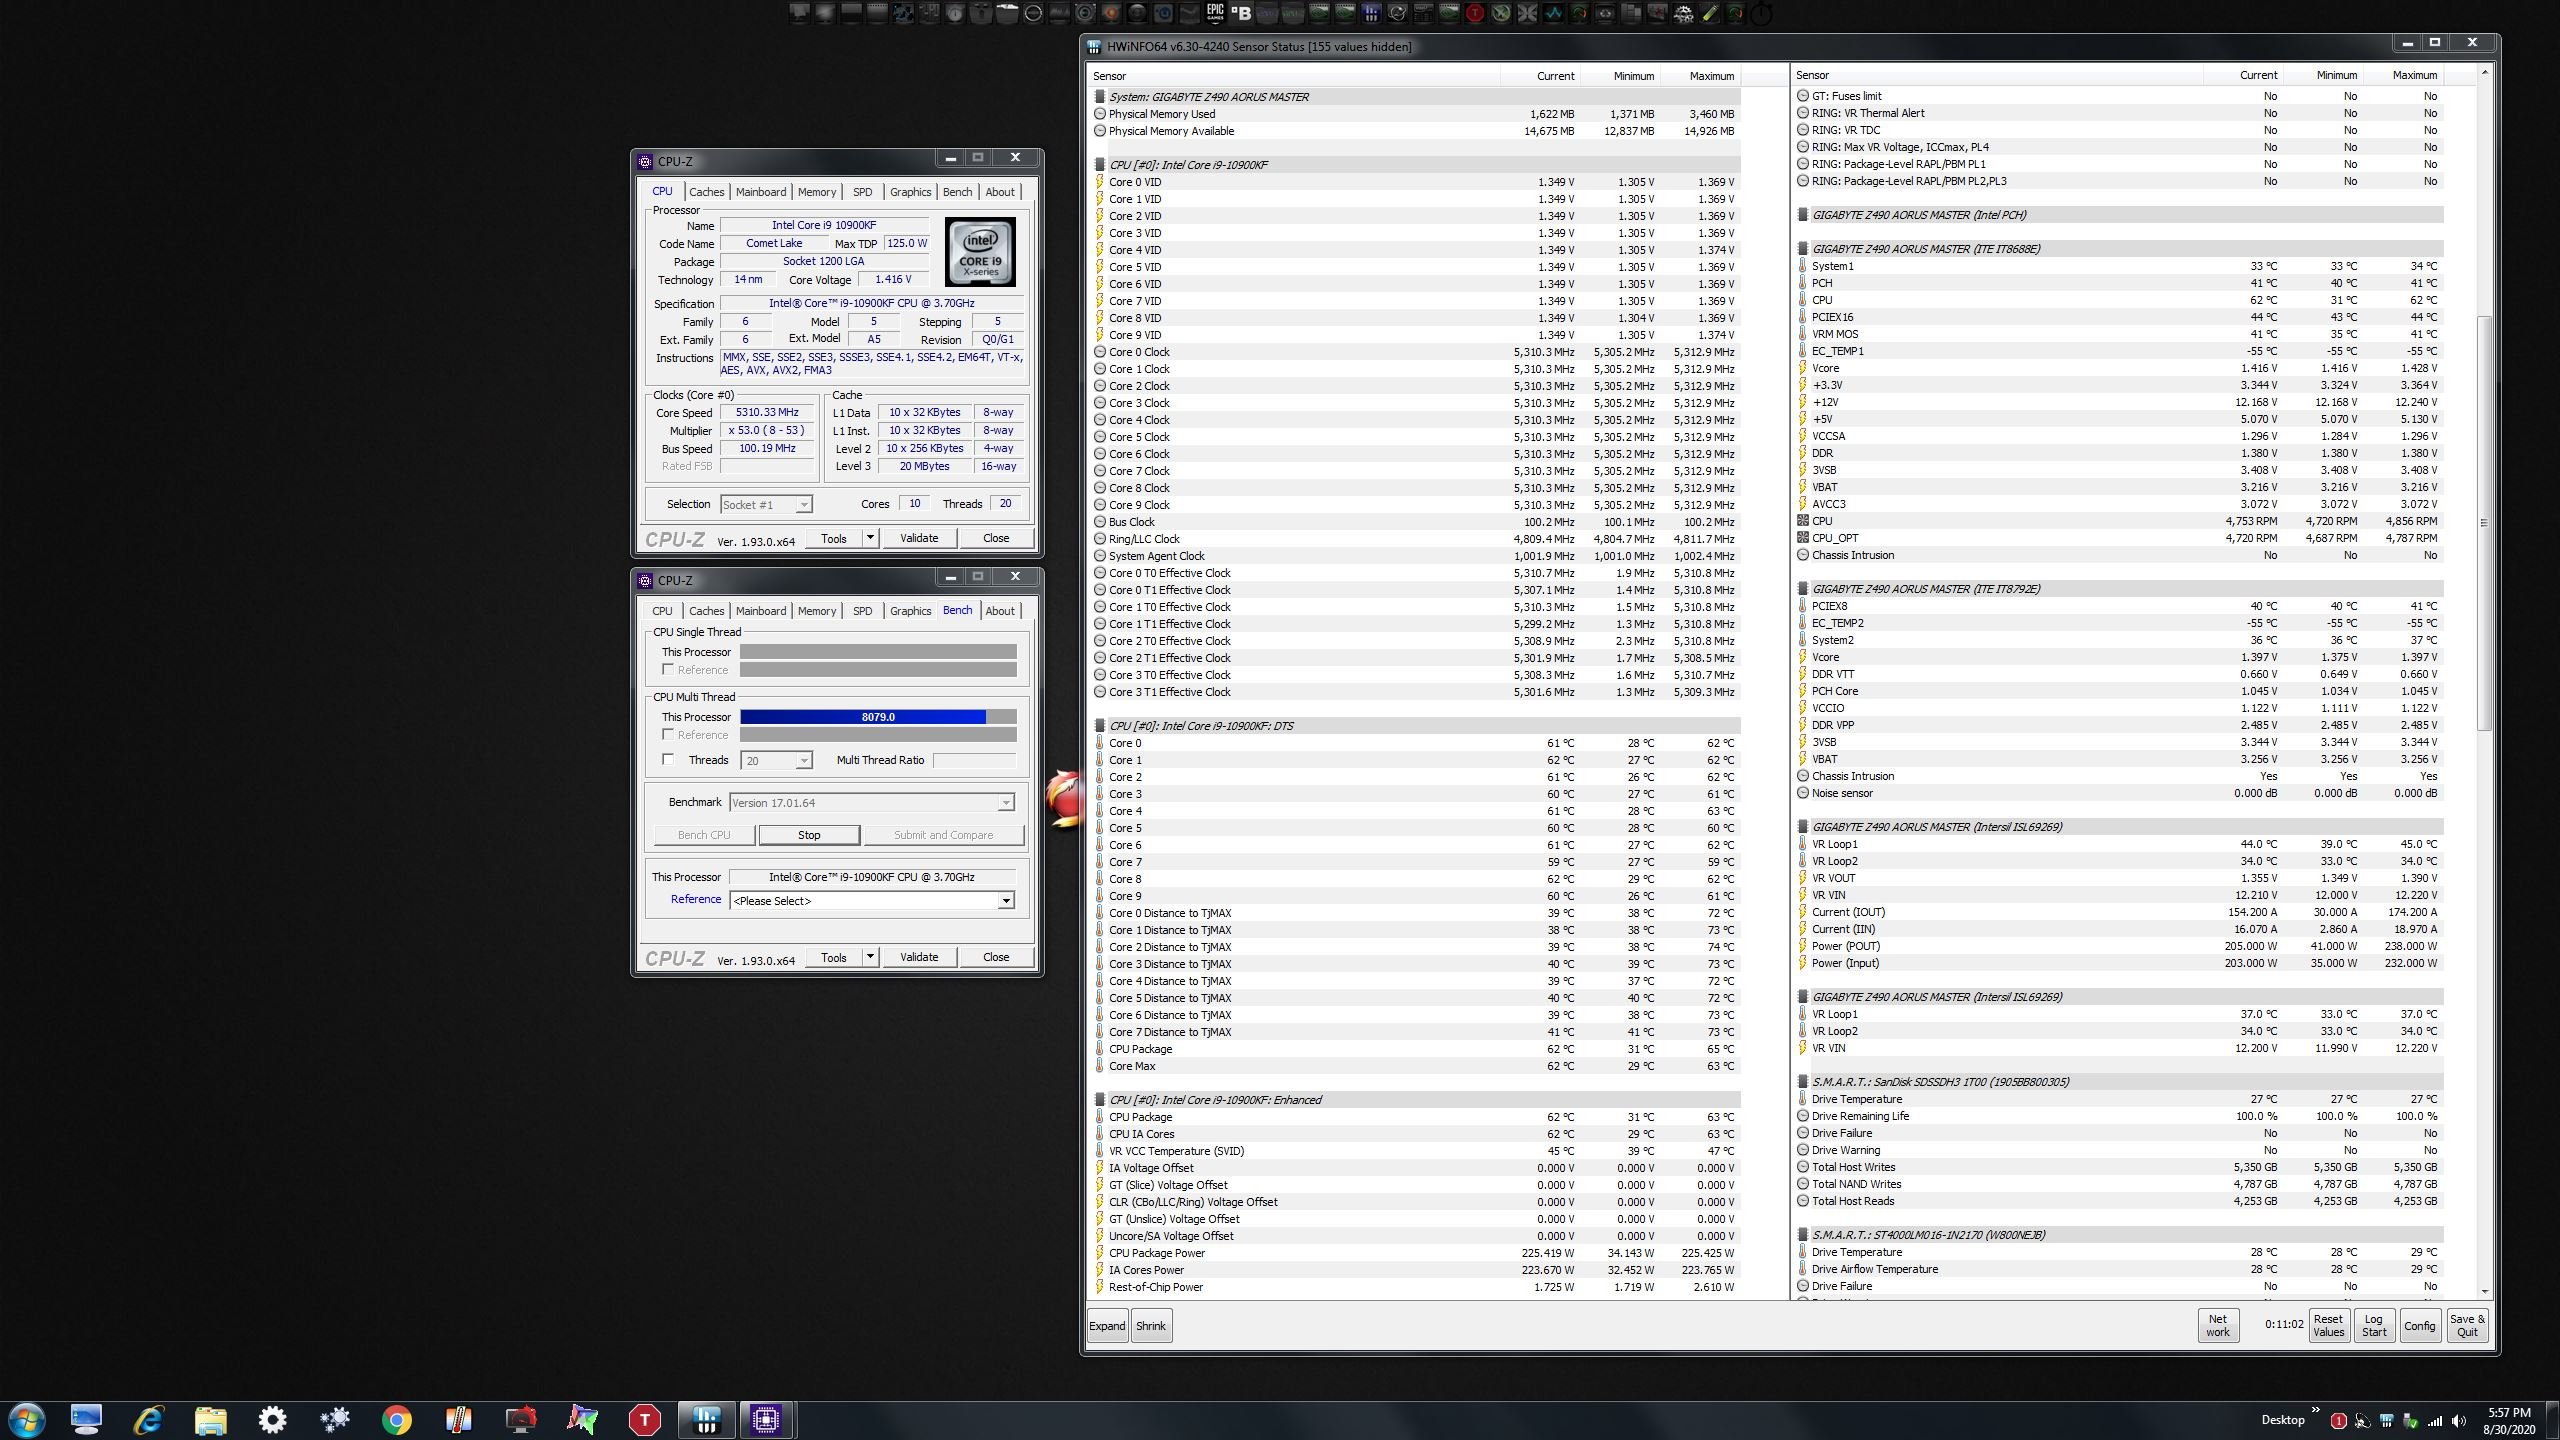 EPIC
GAMES
B
CPU-Z
CPU Caches Mainboard Memory SPD Graphics Bench About
Processor
Name Intel Core i9 10900KF
Code Name Comet Lake Max TDP 125.0 W
Package Socket 1200 LGA
Technology 14 nm Core Voltage 1.416 V
intel
CORE i9
X-series
Specification Intel® Core™ i9-10900KF CPU @ 3.70GHz
Family 6 Model 5 Stepping 5
Ext. Family 6 Ext. Model A5 Revision Q0/G1
Instructions MMX, SSE, SSE2, SSE3, SSSE3, SSE4.1, SSE4.2, EM64T, VT-x,
AES, AVX, AVX2, FMA3
Clocks (Core #0) Cache
Core Speed 5310.33 MHz L1 Data 10 x 32 KBytes 8-way
Multiplier x 53.0 ( 8 - 53 ) L1 Inst. 10 x 32 KBytes 8-way
Bus Speed 100.19 MHz Level 2 10 x 256 KBytes 4-way
Rated FSB Level 3 20 MBytes 16-way
Selection Socket #1 Cores 10 Threads 20
CPU-Z Ver. 1.93.0.x64 Tools Validate Close
CPU-Z
CPU Caches Mainboard Memory SPD Graphics Bench About
CPU Single Thread
This Processor
Reference
CPU Multi Thread
This Processor 8079.0
Reference
Threads 20 Multi Thread Ratio
Benchmark Version 17.01.64
Bench CPU Stop Submit and Compare
This Processor Intel® Core™ i9-10900KF CPU @ 3.70GHz
Reference <Please Select>
CPU-Z Ver. 1.93.0.x64 Tools Validate Close
HWiNFO64 v6.30-4240 Sensor Status [155 values hidden]
Sensor Current Minimum Maximum
System: GIGABYTE Z490 AORUS MASTER
Physical Memory Used 1,622 MB 1,371 MB 3,460 MB
Physical Memory Available 14,675 MB 12,837 MB 14,926 MB
CPU [#0]: Intel Core i9-10900KF
Core 0 VID 1.349 V 1.305 V 1.369 V
Core 1 VID 1.349 V 1.305 V 1.369 V
Core 2 VID 1.349 V 1.305 V 1.369 V
Core 3 VID 1.349 V 1.305 V 1.369 V
Core 4 VID 1.349 V 1.305 V 1.374 V
Core 5 VID 1.349 V 1.305 V 1.369 V
Core 6 VID 1.349 V 1.305 V 1.369 V
Core 7 VID 1.349 V 1.305 V 1.369 V
Core 8 VID 1.349 V 1.304 V 1.369 V
Core 9 VID 1.349 V 1.305 V 1.374 V
Core 0 Clock 5,310.3 MHz 5,305.2 MHz 5,312.9 MHz
Core 1 Clock 5,310.3 MHz 5,305.2 MHz 5,312.9 MHz
Core 2 Clock 5,310.3 MHz 5,305.2 MHz 5,312.9 MHz
Core 3 Clock 5,310.3 MHz 5,305.2 MHz 5,312.9 MHz
Core 4 Clock 5,310.3 MHz 5,305.2 MHz 5,312.9 MHz
Core 5 Clock 5,310.3 MHz 5,305.2 MHz 5,312.9 MHz
Core 6 Clock 5,310.3 MHz 5,305.2 MHz 5,312.9 MHz
Core 7 Clock 5,310.3 MHz 5,305.2 MHz 5,312.9 MHz
Core 8 Clock 5,310.3 MHz 5,305.2 MHz 5,312.9 MHz
Core 9 Clock 5,310.3 MHz 5,305.2 MHz 5,312.9 MHz
Bus Clock 100.2 MHz 100.1 MHz 100.2 MHz
Ring/LLC Clock 4,809.4 MHz 4,804.7 MHz 4,811.7 MHz
System Agent Clock 1,001.9 MHz 1,001.0 MHz 1,002.4 MHz
Core 0 T0 Effective Clock 5,310.7 MHz 1.9 MHz 5,310.8 MHz
Core 0 T1 Effective Clock 5,307.1 MHz 1.4 MHz 5,310.8 MHz
Core 1 T0 Effective Clock 5,310.3 MHz 1.5 MHz 5,310.8 MHz
Core 1 T1 Effective Clock 5,299.2 MHz 1.3 MHz 5,310.8 MHz
Core 2 T0 Effective Clock 5,308.9 MHz 2.3 MHz 5,310.8 MHz
Core 2 T1 Effective Clock 5,301.9 MHz 1.7 MHz 5,308.5 MHz
Core 3 T0 Effective Clock 5,308.3 MHz 1.6 MHz 5,310.7 MHz
Core 3 T1 Effective Clock 5,301.6 MHz 1.3 MHz 5,309.3 MHz
CPU [#0]: Intel Core i9-10900KF: DTS
Core 0 61 °C 28 °C 62 °C
Core 1 62 °C 27 °C 62 °C
Core 2 61 °C 26 °C 62 °C
Core 3 60 °C 27 °C 61 °C
Core 4 61 °C 28 °C 63 °C
Core 5 60 °C 28 °C 60 °C
Core 6 61 °C 27 °C 62 °C
Core 7 59 °C 27 °C 59 °C
Core 8 62 °C 29 °C 62 °C
Core 9 60 °C 26 °C 61 °C
Core 0 Distance to TjMAX 39 °C 38 °C 72 °C
Core 1 Distance to TjMAX 38 °C 38 °C 73 °C
Core 2 Distance to TjMAX 39 °C 38 °C 74 °C
Core 3 Distance to TjMAX 40 °C 39 °C 73 °C
Core 4 Distance to TjMAX 39 °C 37 °C 72 °C
Core 5 Distance to TjMAX 40 °C 40 °C 72 °C
Core 6 Distance to TjMAX 39 °C 38 °C 73 °C
Core 7 Distance to TjMAX 41 °C 41 °C 73 °C
CPU Package 62 °C 31 °C 65 °C
Core Max 62 °C 29 °C 63 °C
CPU [#0]: Intel Core i9-10900KF: Enhanced
CPU Package 62 °C 31 °C 63 °C
CPU IA Cores 62 °C 29 °C 63 °C
VR VCC Temperature (SVID) 45 °C 39 °C 47 °C
IA Voltage Offset 0.000 V 0.000 V 0.000 V
GT (Slice) Voltage Offset 0.000 V 0.000 V 0.000 V
CLR (CBo/LLC/Ring) Voltage Offset 0.000 V 0.000 V 0.000 V
GT (Unslice) Voltage Offset 0.000 V 0.000 V 0.000 V
Uncore/SA Voltage Offset 0.000 V 0.000 V 0.000 V
CPU Package Power 225.419 W 34.143 W 225.425 W
IA Cores Power 223.670 W 32.452 W 223.765 W
Rest-of-Chip Power 1.725 W 1.719 W 2.610 W
Sensor Current Minimum Maximum
GT: Fuses limit No No No
RING: VR Thermal Alert No No No
RING: VR TDC No No No
RING: Max VR Voltage, ICCmax, PL4 No No No
RING: Package-Level RAPL/PBM PL1 No No No
RING: Package-Level RAPL/PBM PL2,PL3 No No No
GIGABYTE Z490 AORUS MASTER (Intel PCH)
GIGABYTE Z490 AORUS MASTER (ITE IT8688E)
System1 33 °C 33 °C 34 °C
PCH 41 °C 40 °C 41 °C
CPU 62 °C 31 °C 62 °C
PCIEX16 44 °C 43 °C 44 °C
VRM MOS 41 °C 35 °C 41 °C
EC_TEMP1 -55 °C -55 °C -55 °C
Vcore 1.416 V 1.416 V 1.428 V
+3.3V 3.344 V 3.324 V 3.364 V
+12V 12.168 V 12.168 V 12.240 V
+5V 5.070 V 5.070 V 5.130 V
VCCSA 1.296 V 1.284 V 1.296 V
DDR 1.380 V 1.380 V 1.380 V
3VSB 3.408 V 3.408 V 3.408 V
VBAT 3.216 V 3.216 V 3.216 V
AVCC3 3.072 V 3.072 V 3.072 V
CPU 4,753 RPM 4,720 RPM 4,856 RPM
CPU_OPT 4,720 RPM 4,687 RPM 4,787 RPM
Chassis Intrusion No No No
GIGABYTE Z490 AORUS MASTER (ITE IT8792E)
PCIEX8 40 °C 40 °C 41 °C
EC_TEMP2 -55 °C -55 °C -55 °C
System2 36 °C 36 °C 37 °C
Vcore 1.397 V 1.375 V 1.397 V
DDR VTT 0.660 V 0.649 V 0.660 V
PCH Core 1.045 V 1.034 V 1.045 V
VCCIO 1.122 V 1.111 V 1.122 V
DDR VPP 2.485 V 2.485 V 2.485 V
3VSB 3.344 V 3.344 V 3.344 V
VBAT 3.256 V 3.256 V 3.256 V
Chassis Intrusion Yes Yes Yes
Noise sensor 0.000 dB 0.000 dB 0.000 dB
GIGABYTE Z490 AORUS MASTER (Intersil ISL69269)
VR Loop1 44.0 °C 39.0 °C 45.0 °C
VR Loop2 34.0 °C 33.0 °C 34.0 °C
VR VOUT 1.355 V 1.349 V 1.390 V
VR VIN 12.210 V 12.000 V 12.220 V
Current (IOUT) 154.200 A 30.000 A 174.200 A
Current (IIN) 16.070 A 2.860 A 18.970 A
Power (POUT) 205.000 W 41.000 W 238.000 W
Power (Input) 203.000 W 35.000 W 232.000 W
GIGABYTE Z490 AORUS MASTER (Intersil ISL69269)
VR Loop1 37.0 °C 33.0 °C 37.0 °C
VR Loop2 34.0 °C 33.0 °C 34.0 °C
VR VIN 12.200 V 11.990 V 12.220 V
S.M.A.R.T.: SanDisk SDSSDH3 1T00 (1905BB800305)
Drive Temperature 27 °C 27 °C 27 °C
Drive Remaining Life 100.0 % 100.0 % 100.0 %
Drive Failure No No No
Drive Warning No No No
Total Host Writes 5,350 GB 5,350 GB 5,350 GB
Total NAND Writes 4,787 GB 4,787 GB 4,787 GB
Total Host Reads 4,253 GB 4,253 GB 4,253 GB
S.M.A.R.T.: ST4000LM016-1N2170 (W800NEJB)
Drive Temperature 28 °C 28 °C 29 °C
Drive Airflow Temperature 28 °C 28 °C 29 °C
Drive Failure No No No
Expand Shrink Net work 0:11:02 Reset Values Log Start Config Save & Quit
T
Desktop » 1 5:57 PM
8/30/2020